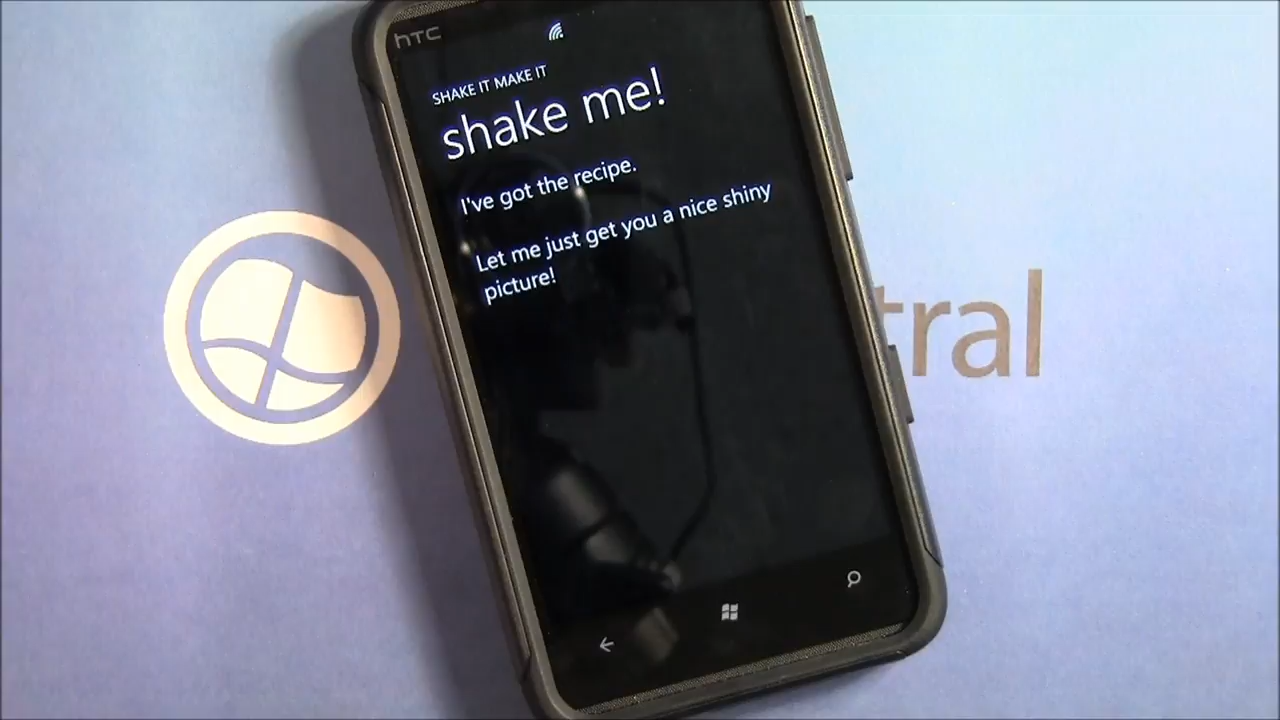 hTC
SHAKE IT MAKE IT
shake me!
I've got the recipe.
Let me just get you a nice shiny
picture!
tral